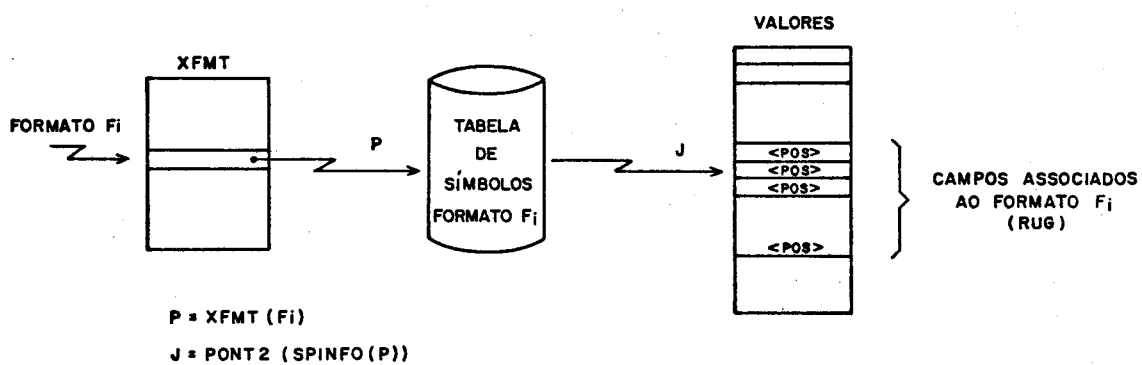 VALORES
XFMT
FORMATO Fi
P
TABELA
DE
SÍMBOLOS
FORMATO Fi
J
<POS>
<POS>
<POS>
<POS>
CAMPOS ASSOCIADOS
AO FORMATO Fi
(RUG)
P = XFMT (Fi)
J = PONT2 (SPINFO(P))